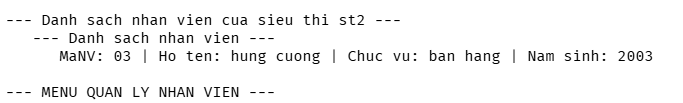 --- Danh sach nhan vien cua sieu thi st2 ---
--- Danh sach nhan vien ---
MaNV: 03 | Ho ten: hung cuong | Chuc vu: ban hang | Nam sinh: 2003
--- MENU QUAN LY NHAN VIEN ---